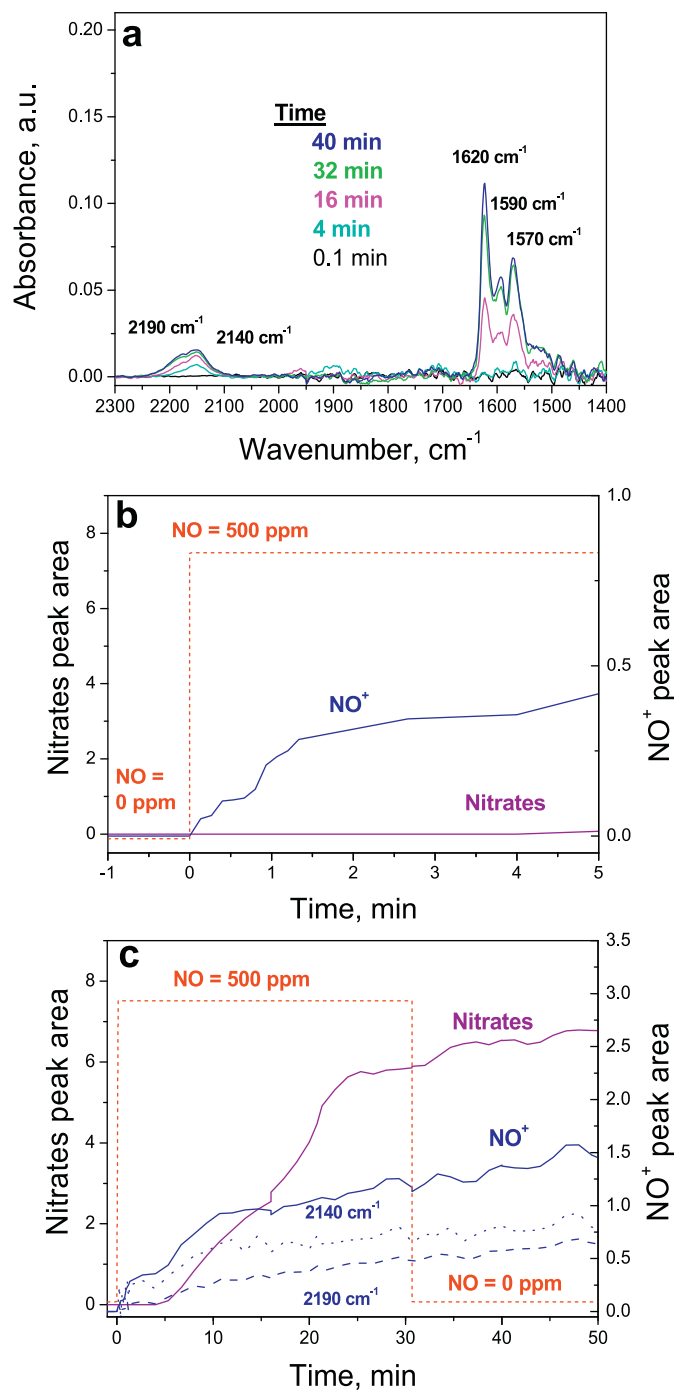 a
0.20
0.15
0.10
0.05
0.00
Absorbance, a.u.
Time
40 min
32 min
16 min
4 min
0.1 min
1620 cm⁻¹
1590 cm⁻¹
1570 cm⁻¹
2190 cm⁻¹
2140 cm⁻¹
2300 2200 2100 2000 1900 1800 1700 1600 1500 1400
Wavenumber, cm⁻¹
b
8
6
4
2
0
Nitrates peak area
NO = 500 ppm
NO =
0 ppm
NO⁺
Nitrates
1.0
0.5
0.0
NO⁺ peak area
-1 0 1 2 3 4 5
Time, min
c
8
6
4
2
0
Nitrates peak area
NO = 500 ppm
Nitrates
NO⁺
2140 cm⁻¹
2190 cm⁻¹
NO = 0 ppm
3.5
3.0
2.5
2.0
1.5
1.0
0.5
0.0
NO⁺ peak area
0 10 20 30 40 50
Time, min